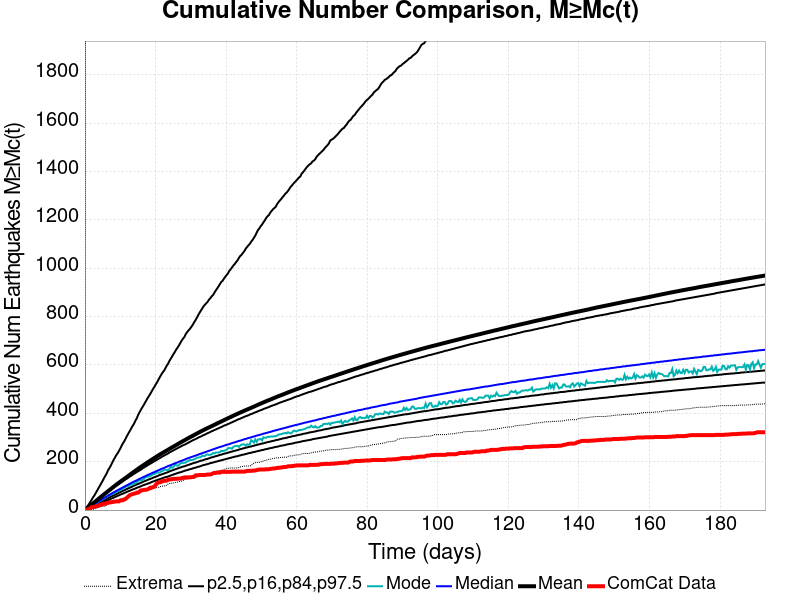 Cumulative Number Comparison, M≥Mc(t)
Cumulative Num Earthquakes M≥Mc(t)
1800
1600
1400
1200
1000
800
600
400
200
0
0 20 40 60 80 100 120 140 160 180
Time (days)
Extrema p2.5,p16,p84,p97.5 Mode Median Mean ComCat Data